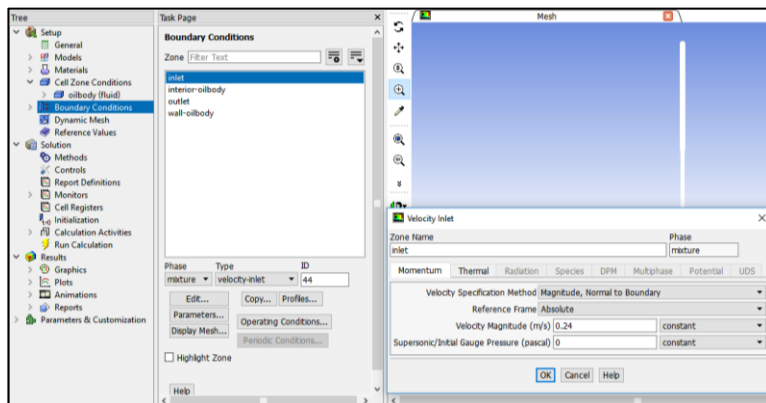 Tree
Setup
General
Models
Materials
Cell Zone Conditions
oilbody (fluid)
Boundary Conditions
Dynamic Mesh
Reference Values
Solution
Methods
Controls
Report Definitions
Monitors
Cell Registers
Initialization
Calculation Activities
Run Calculation
Results
Graphics
Plots
Animations
Reports
Parameters & Customization
Task Page
Boundary Conditions
Zone Filter Text
inlet
interior-oilbody
outlet
wall-oilbody
Phase Type ID
mixture velocity-inlet 44
Edit... Copy... Profiles...
Parameters... Operating Conditions...
Display Mesh... Periodic Conditions...
Highlight Zone
Help
Mesh
Velocity Inlet
Zone Name Phase
inlet mixture
Momentum Thermal Radiation Species DPM Multiphase Potential UDS
Velocity Specification Method Magnitude, Normal to Boundary
Reference Frame Absolute
Velocity Magnitude (m/s) 0.24 constant
Supersonic/Initial Gauge Pressure (pascal) 0 constant
OK Cancel Help